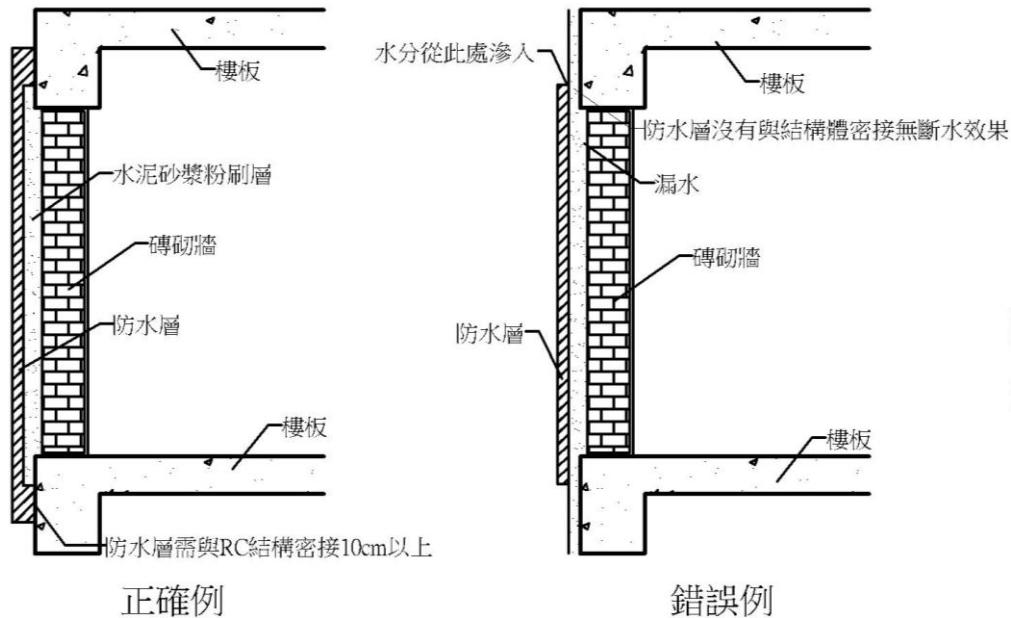 樓板
水泥砂漿粉刷層
磚砌牆
防水層
樓板
防水層需與RC結構密接10cm以上
正確例
水分從此處滲入
樓板
防水層沒有與結構體密接無斷水效果
漏水
磚砌牆
防水層
樓板
錯誤例